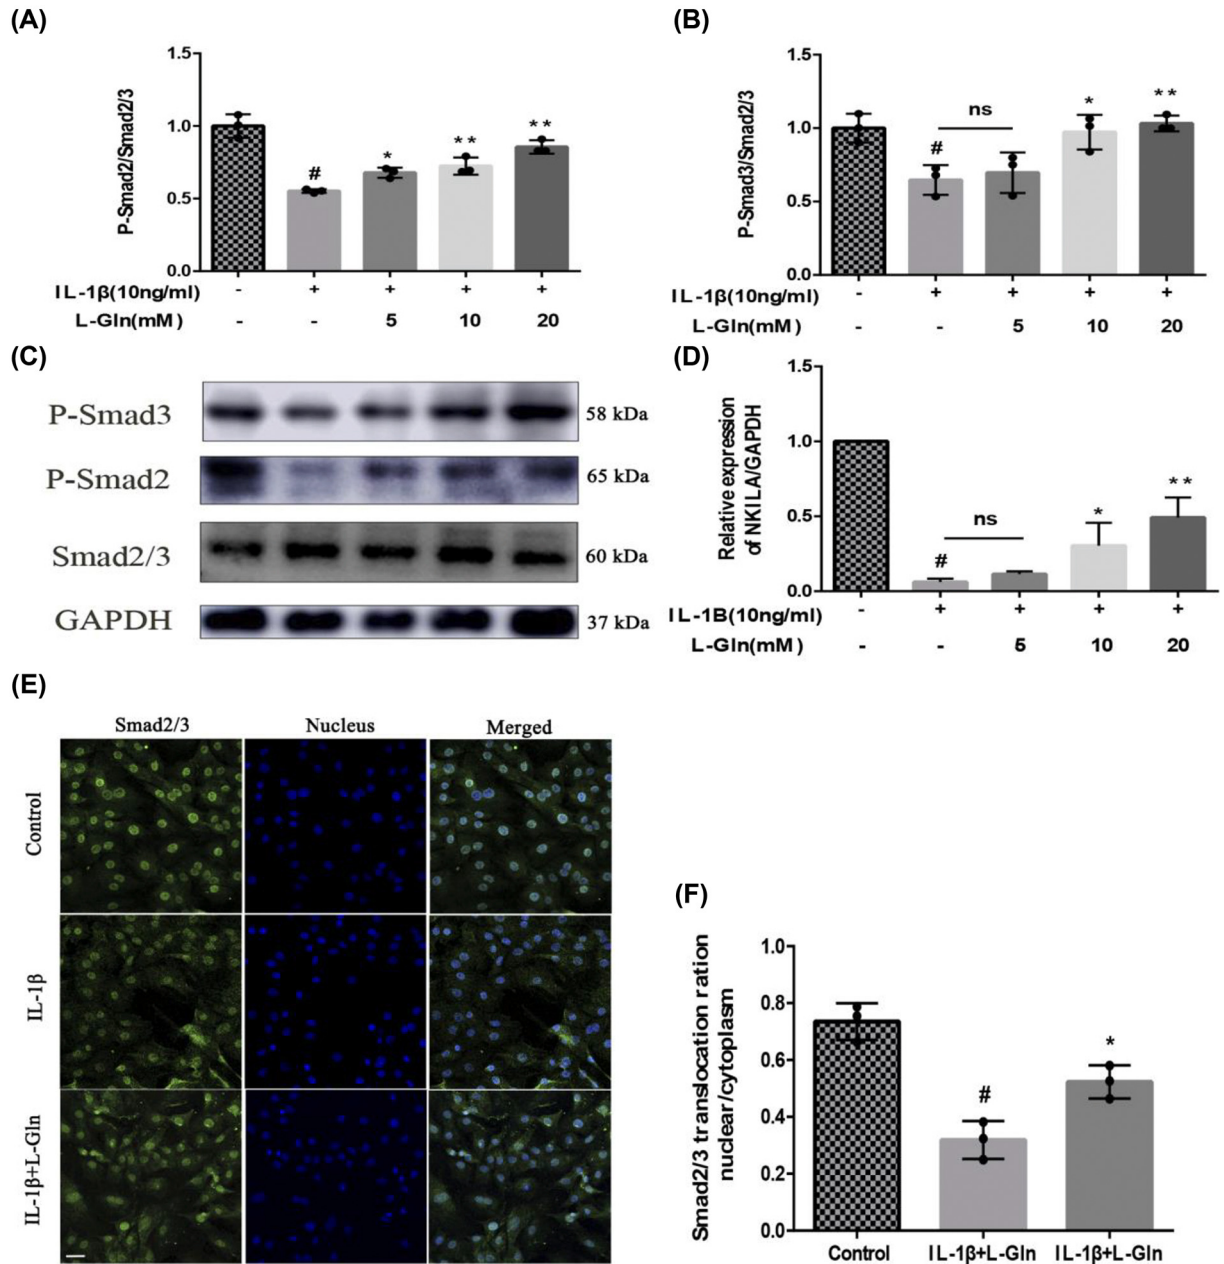 (A)
P-Smad2/Smad2/3
1.5
1.0
0.5
0.0
#
*
**
**
IL-1β(10ng/ml) - + + + +
L-Gln(mM) - - 5 10 20
(B)
P-Smad3/Smad2/3
1.5
1.0
0.5
0.0
#
ns
*
**
IL-1β(10ng/ml) - + + + +
L-Gln(mM) - - 5 10 20
(C)
P-Smad3 58 kDa
P-Smad2 65 kDa
Smad2/3 60 kDa
GAPDH 37 kDa
(D)
Relative expression
of NKILA/GAPDH
1.5
1.0
0.5
0.0
#
ns
*
**
IL-1B(10ng/ml) - + + + +
L-Gln(mM) - - 5 10 20
(E)
Smad2/3 Nucleus Merged
Control
IL-1β
IL-1β+L-Gln
(F)
Smad2/3 translocation ration
nuclear/cytoplasm
1.0
0.8
0.6
0.4
0.2
0.0
#
*
Control IL-1β+L-Gln IL-1β+L-Gln